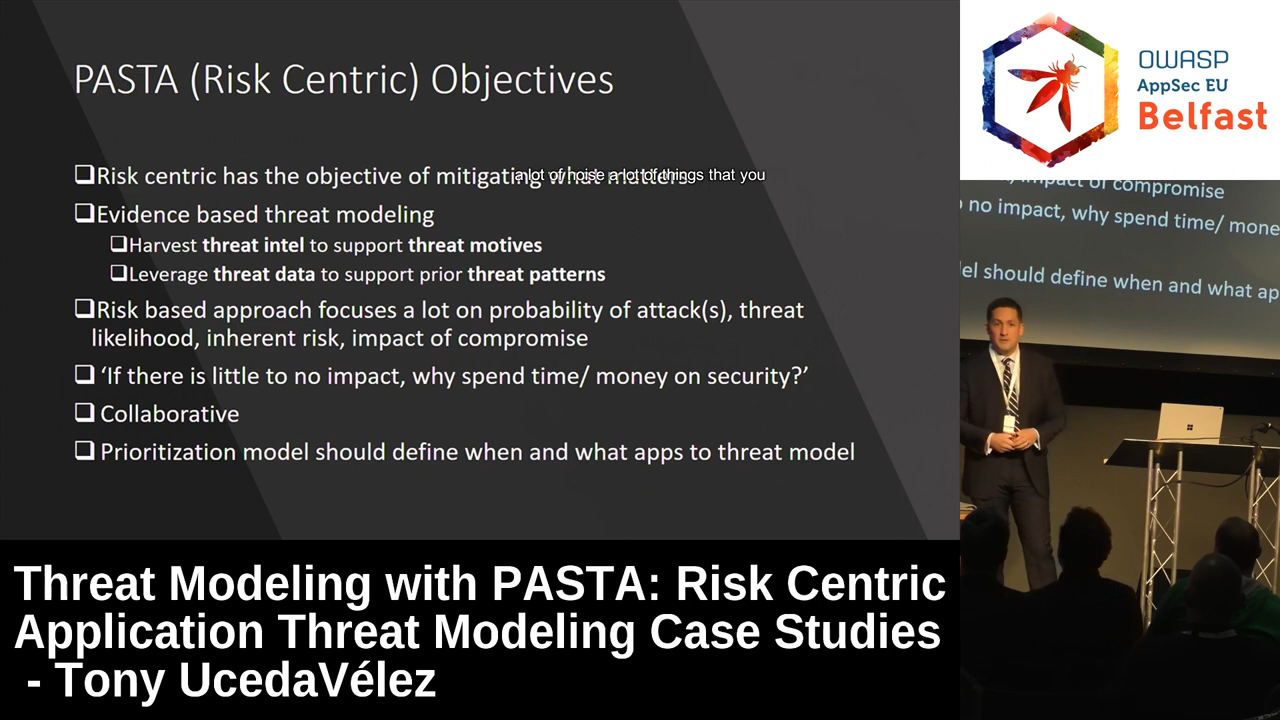 PASTA (Risk Centric) Objectives
❑Risk centric has the objective of mitigating what matters
a lot of noise a lot of things that you
❑Evidence based threat modeling
❑Harvest threat intel to support threat motives
❑Leverage threat data to support prior threat patterns
❑Risk based approach focuses a lot on probability of attack(s), threat
likelihood, inherent risk, impact of compromise
❑ ‘If there is little to no impact, why spend time/ money on security?’
❑ Collaborative
❑ Prioritization model should define when and what apps to threat model
OWASP
AppSec EU
Belfast
impact of compromise
no impact, why spend time/ mone
el should define when and what ap
Threat Modeling with PASTA: Risk Centric
Application Threat Modeling Case Studies
- Tony UcedaVélez